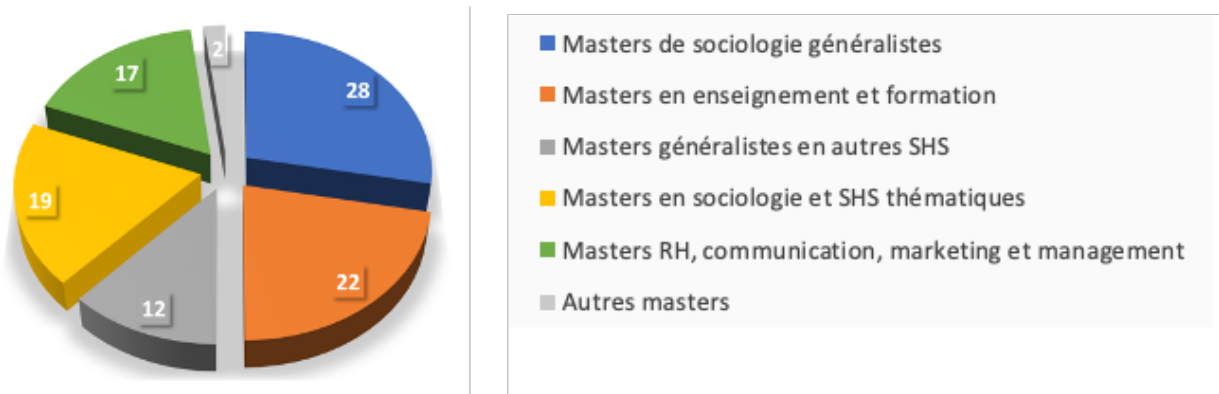 2
17
28
19
22
12
Masters de sociologie généralistes
Masters en enseignement et formation
Masters généralistes en autres SHS
Masters en sociologie et SHS thématiques
Masters RH, communication, marketing et management
Autres masters